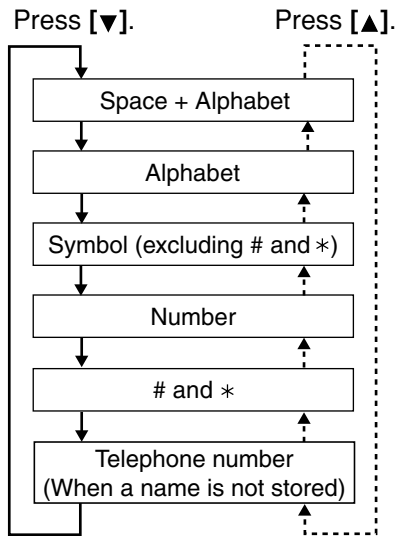 Press [▼].
Press [▲].
Space + Alphabet
Alphabet
Symbol (excluding # and ∗)
Number
# and ∗
Telephone number
(When a name is not stored)